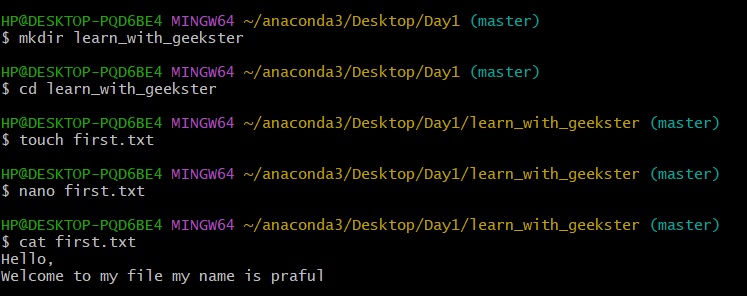 HP@DESKTOP-PQD6BE4 MINGW64 ~/anaconda3/Desktop/Day1 (master)
$ mkdir learn_with_geekster
HP@DESKTOP-PQD6BE4 MINGW64 ~/anaconda3/Desktop/Day1 (master)
$ cd learn_with_geekster
HP@DESKTOP-PQD6BE4 MINGW64 ~/anaconda3/Desktop/Day1/learn_with_geekster (master)
$ touch first.txt
HP@DESKTOP-PQD6BE4 MINGW64 ~/anaconda3/Desktop/Day1/learn_with_geekster (master)
$ nano first.txt
HP@DESKTOP-PQD6BE4 MINGW64 ~/anaconda3/Desktop/Day1/learn_with_geekster (master)
$ cat first.txt
Hello,
Welcome to my file my name is praful